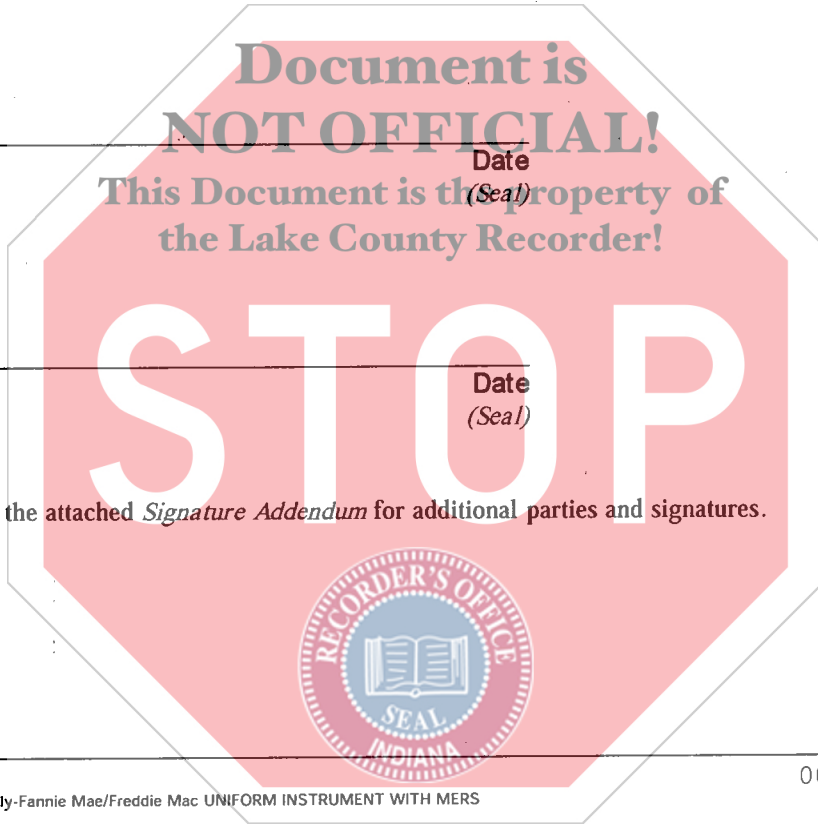 Document is
NOT OFFICIAL!
Date
This Document is the property of
(Seal)
the Lake County Recorder!
STOP
Date
(Seal)
the attached Signature Addendum for additional parties and signatures.
RECORDER'S OFFICE
SEAL
INDIANA
ly-Fannie Mae/Freddie Mac UNIFORM INSTRUMENT WITH MERS